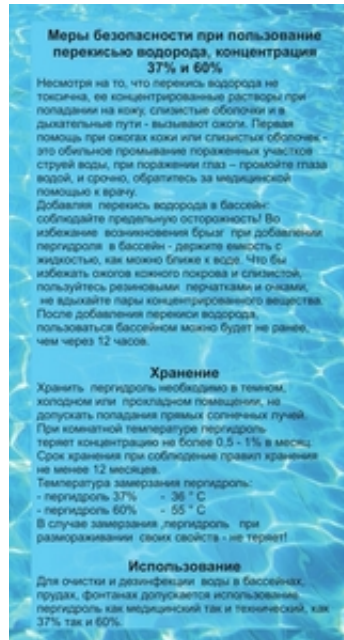 Меры безопасности при пользование
перекисью водорода, концентрация
37% и 60%
Несмотря на то, что перекись водорода не
токсична, ее концентрированные растворы при
попадании на кожу, слизистые оболочки и в
дыхательные пути - вызывают ожоги. Первая
помощь при ожогах кожи или слизистых оболочек -
это обильное промывание пораженных участков
струей воды, при поражении глаз – промойте глаза
водой, и срочно, обратитесь за медицинской
помощью к врачу.
Добавляя перекись водорода в бассейн:
соблюдайте предельную осторожность! Во
избежание возникновения брызг при добавлении
пергидроля в бассейн - держите емкость с
жидкостью, как можно ближе к воде. Что бы
избежать ожогов кожного покрова и слизистой,
пользуйтесь резиновыми перчатками и очками,
не вдыхайте пары концентрированного вещества.
После добавления перекиси водорода,
пользоваться бассейном можно будет не ранее,
чем через 12 часов.
Хранение
Хранить пергидроль необходимо в темном,
холодном или прокладном помещении, не
допускать попадания прямых солнечных лучей.
При комнатной температуре пергидроль
теряет концентрацию не более 0,5 - 1% в месяц.
Срок хранения при соблюдение правил хранения
не менее 12 месяцев.
Температура замерзания пергидроль:
- пергидроль 37% - 36 ° С
- пергидроль 60% - 55 ° С
В случае замерзания ,пергидроль при
размораживании своих свойств - не теряет!
Использование
Для очистки и дезинфекции воды в бассейнах,
прудах, фонтанах допускается использование
пергидроль как медицинский так и технический, как
37% так и 60%.